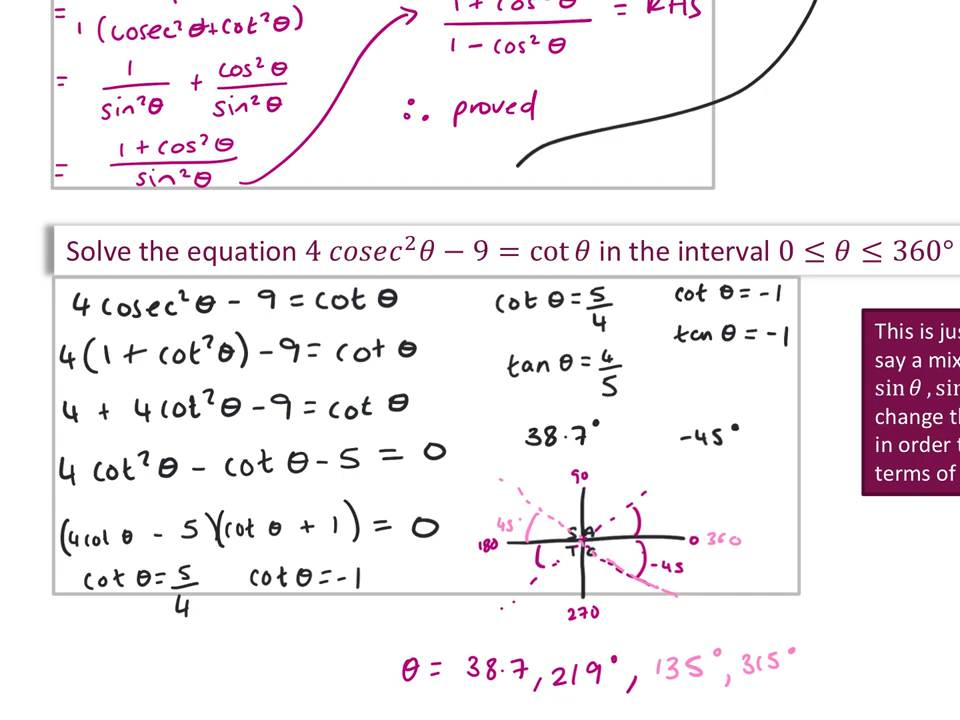 =
1 (cosec²θ + cot²θ)
= 1/sin²θ + cos²θ/sin²θ
= 1 + cos²θ/sin²θ
1 + cos²θ/1 - cos²θ = RHS
∴ proved
Solve the equation 4 cosec²θ − 9 = cot θ in the interval 0 ≤ θ ≤ 360°
4 cosec²θ - 9 = cot θ
4(1 + cot²θ) - 9 = cot θ
4 + 4cot²θ - 9 = cot θ
4 cot²θ - cot θ - 5 = 0
(4cot θ - 5)(cot θ + 1) = 0
cot θ = 5/4 cot θ = -1
cot θ = 5/4 cot θ = -1
tan θ = 4/5 tan θ = -1
38.7° -45°
90
45° S A
180 0 360
T C -45
270
θ = 38.7, 219°, 135°, 315°
This is ju
say a mix
sin θ, sin
change th
in order t
terms of